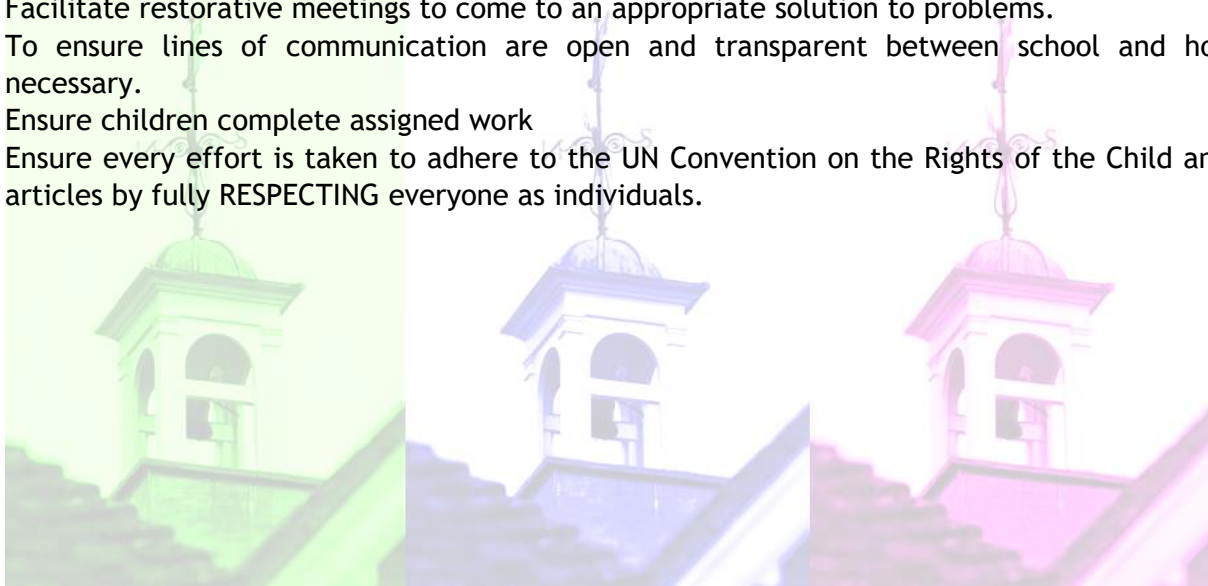 Facilitate restorative meetings to come to an appropriate solution to problems.
To ensure lines of communication are open and transparent between school and
necessary.
Ensure children complete assigned work
Ensure every effort is taken to adhere to the UN Convention on the Rights of the Child
articles by fully RESPECTING everyone as individuals.